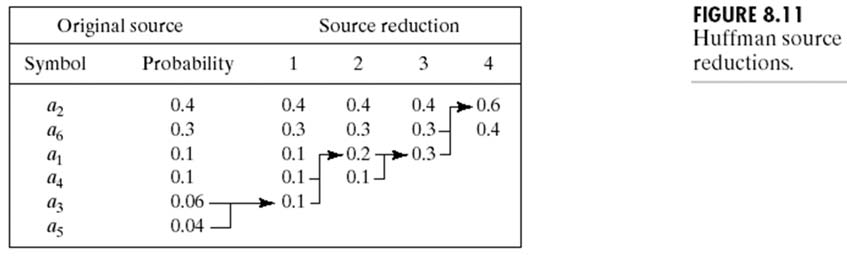 Original source Source reduction
Symbol Probability 1 2 3 4
a2 0.4 0.4 0.4 0.4 0.6
a6 0.3 0.3 0.3 0.3 0.4
a1 0.1 0.1 0.2 0.3
a4 0.1 0.1 0.1
a3 0.06 0.1
a5 0.04
FIGURE 8.11
Huffman source
reductions.